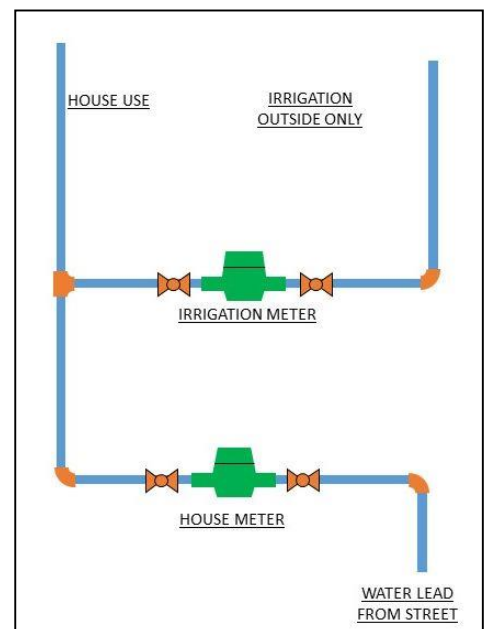 HOUSE USE
IRRIGATION
OUTSIDE ONLY
IRRIGATION METER
HOUSE METER
WATER LEAD
FROM STREET